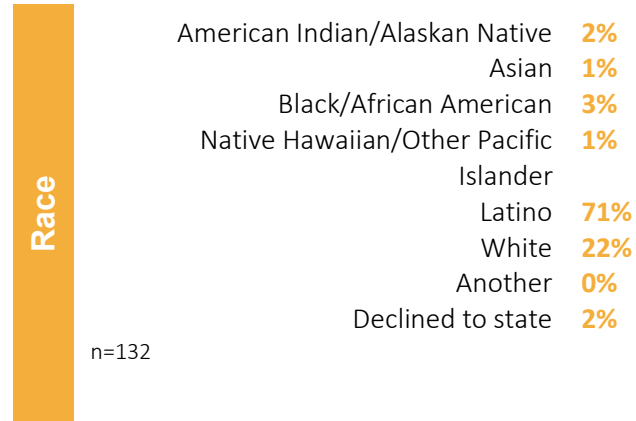 Race
American Indian/Alaskan Native 2%
Asian 1%
Black/African American 3%
Native Hawaiian/Other Pacific 1%
Islander
Latino 71%
White 22%
Another 0%
Declined to state 2%
n=132